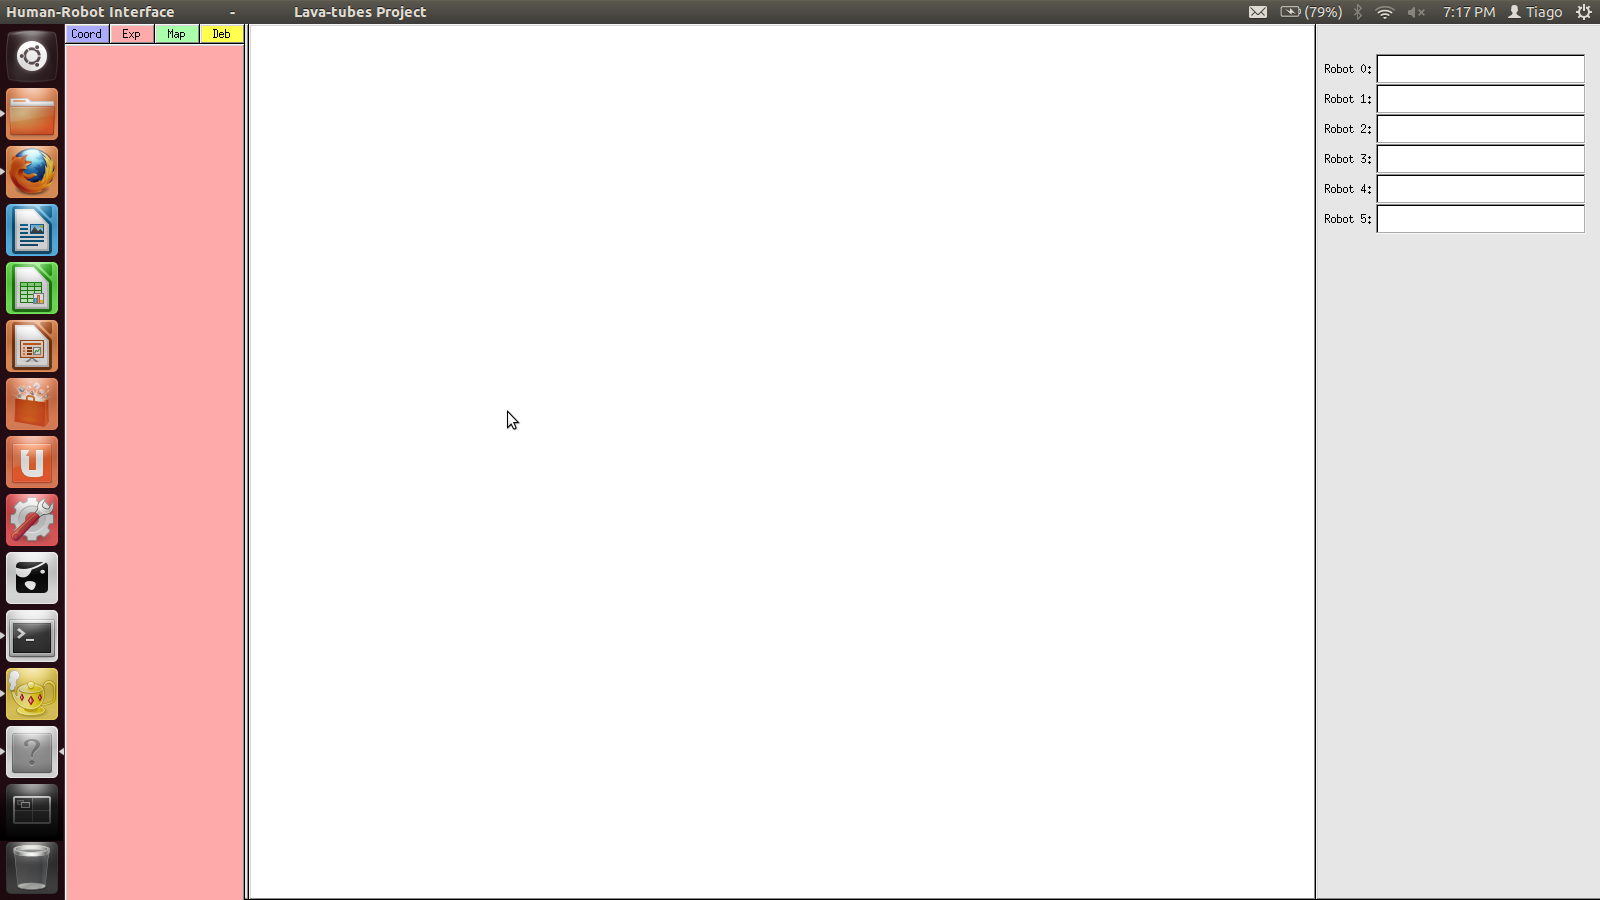 Human-Robot Interface - Lava-tubes Project
(79%) 7:17 PM Tiago
Coord Exp Map Deb
Robot 0:
Robot 1:
Robot 2:
Robot 3:
Robot 4:
Robot 5: